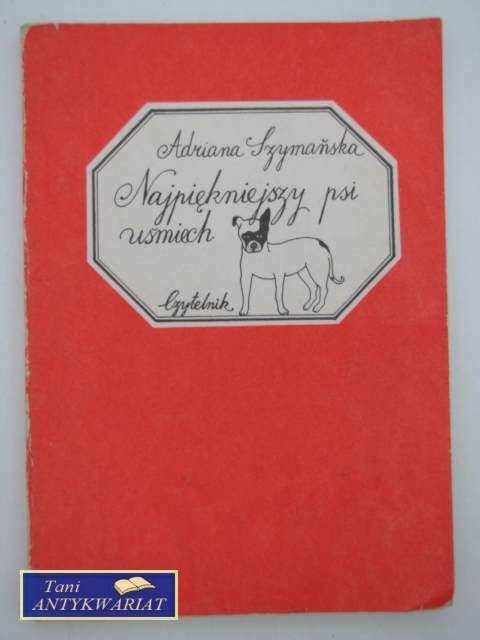 Adriana Szymańska
Najpiękniejszy psi
uśmiech
Czytelnik
Tani
ANTYKWARIAT